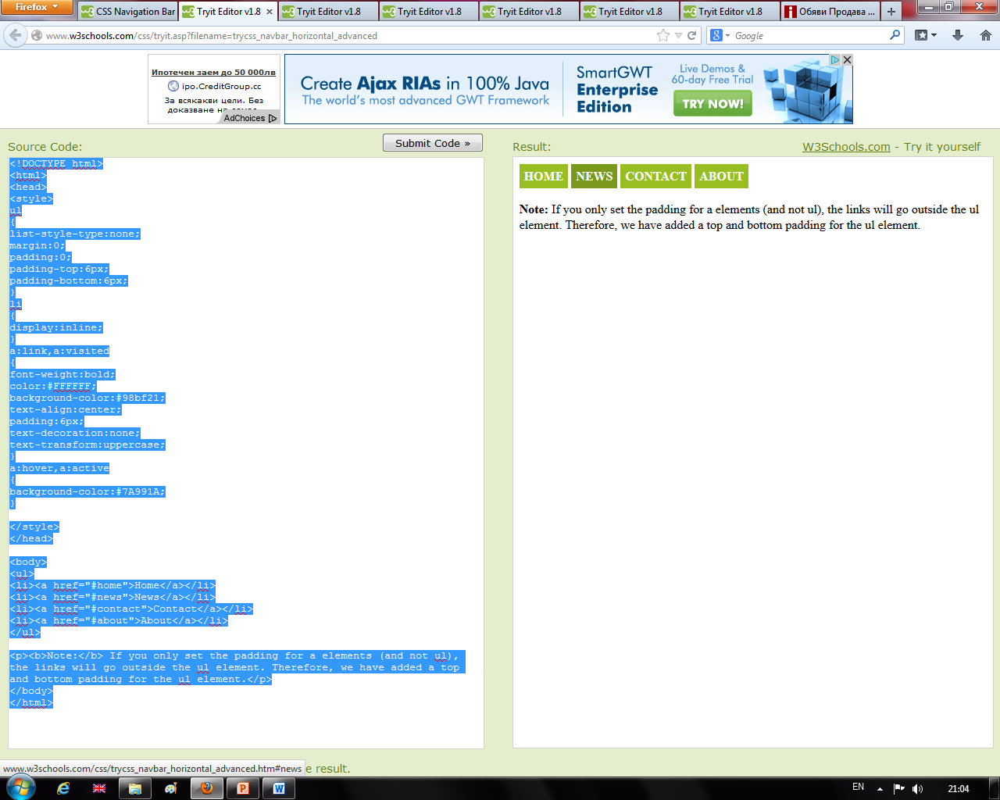 Firefox
CSS Navigation Bar
Tryit Editor v1.8
Tryit Editor v1.8
Tryit Editor v1.8
Tryit Editor v1.8
Tryit Editor v1.8
Tryit Editor v1.8
Обяви Продава ...
www.w3schools.com/css/tryit.asp?filename=trycss_navbar_horizontal_advanced
Google
Ипотечен заем до 50 000лв
ipo.CreditGroup.cc
За всякакви цели. Без
доказване на
AdChoices
Create Ajax RIAs in 100% Java
The world's most advanced GWT Framework
SmartGWT
Enterprise
Edition
Live Demos &
60-day Free Trial
TRY NOW!
Source Code:
Submit Code »
Result:
W3Schools.com - Try it yourself
<!DOCTYPE html>
<html>
<head>
<style>
ul
{
list-style-type:none;
margin:0;
padding:0;
padding-top:6px;
padding-bottom:6px;
}
li
{
display:inline;
}
a:link,a:visited
{
font-weight:bold;
color:#FFFFFF;
background-color:#98bf21;
text-align:center;
padding:6px;
text-decoration:none;
text-transform:uppercase;
}
a:hover,a:active
{
background-color:#7A991A;
}
</style>
</head>
<body>
<ul>
<li><a href="#home">Home</a></li>
<li><a href="#news">News</a></li>
<li><a href="#contact">Contact</a></li>
<li><a href="#about">About</a></li>
</ul>
<p><b>Note:</b> If you only set the padding for a elements (and not ul),
the links will go outside the ul element. Therefore, we have added a top
and bottom padding for the ul element.</p>
</body>
</html>
HOME NEWS CONTACT ABOUT
Note: If you only set the padding for a elements (and not ul), the links will go outside the ul
element. Therefore, we have added a top and bottom padding for the ul element.
www.w3schools.com/css/trycss_navbar_horizontal_advanced.htm#news
e result.
EN
21:04